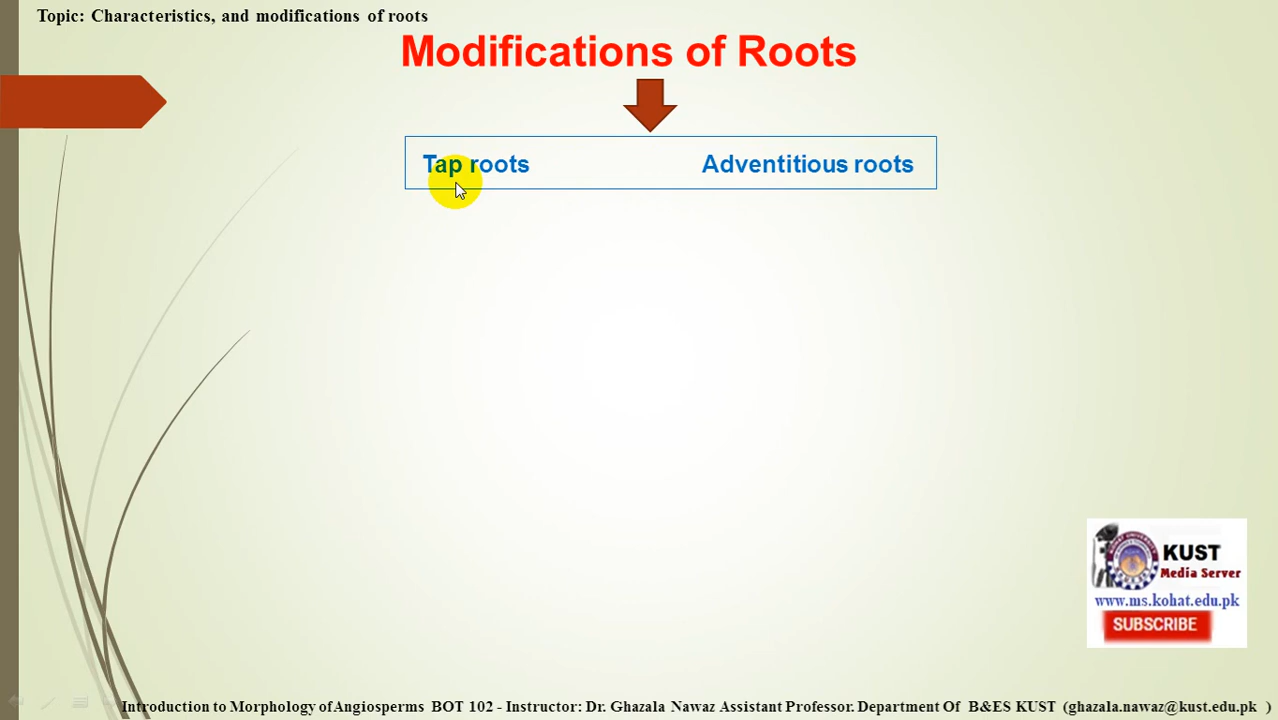 Topic: Characteristics, and modifications of roots
Modifications of Roots
Tap roots Adventitious roots
KUST
Media Server
www.ms.kohat.edu.pk
SUBSCRIBE
Introduction to Morphology of Angiosperms BOT 102 - Instructor: Dr. Ghazala Nawaz Assistant Professor. Department Of B&ES KUST (ghazala.nawaz@kust.edu.pk )